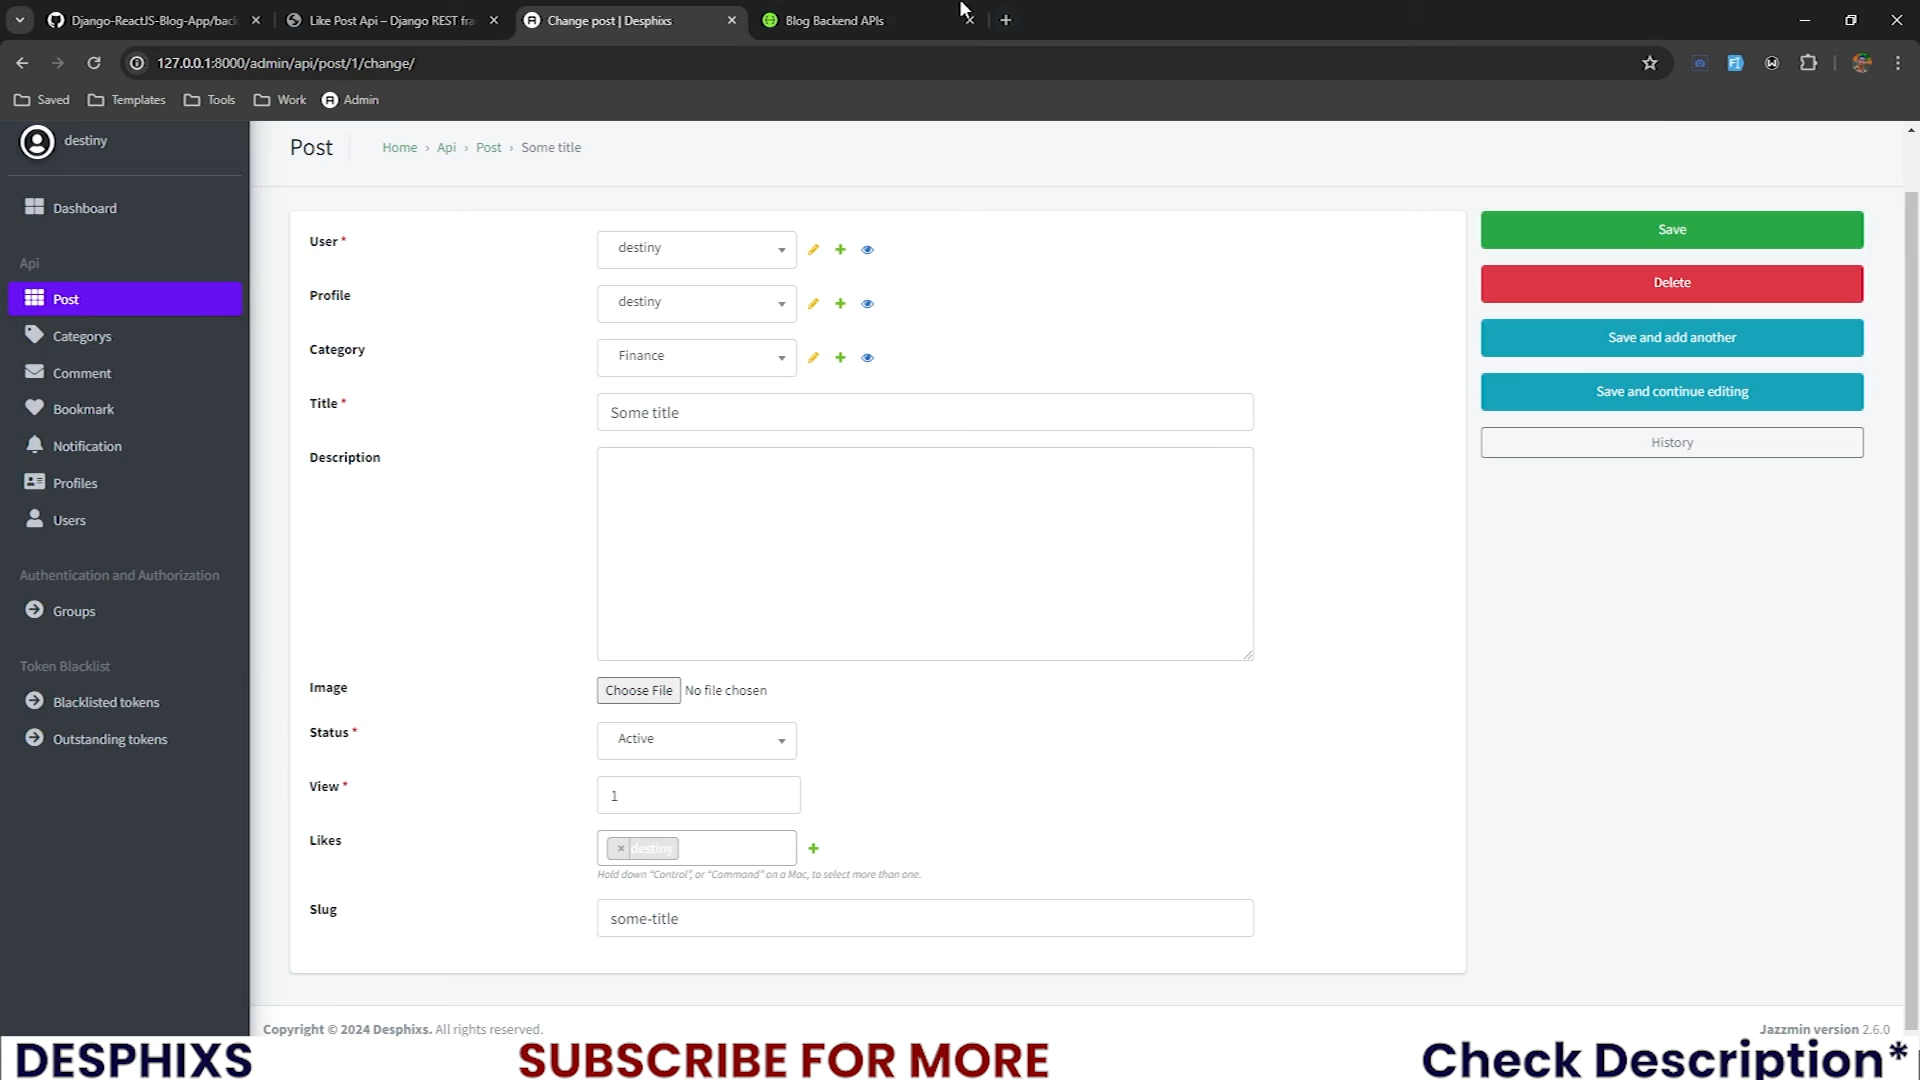 Django-ReactJS-Blog-App/back
Like Post Api – Django REST fra
Change post | Desphixs
Blog Backend APIs
127.0.0.1:8000/admin/api/post/1/change/
Saved
Templates
Tools
Work
Admin
destiny
Dashboard
Api
Post
Categorys
Comment
Bookmark
Notification
Profiles
Users
Authentication and Authorization
Groups
Token Blacklist
Blacklisted tokens
Outstanding tokens
Post
Home › Api › Post › Some title
User *
destiny
Profile
destiny
Category
Finance
Title *
Some title
Description
Image
Choose File No file chosen
Status *
Active
View *
1
Likes
× destiny
Hold down “Control”, or “Command” on a Mac, to select more than one.
Slug
some-title
Save
Delete
Save and add another
Save and continue editing
History
Copyright © 2024 Desphixs. All rights reserved.
Jazzmin version 2.6.0
DESPHIXS
SUBSCRIBE FOR MORE
Check Description*